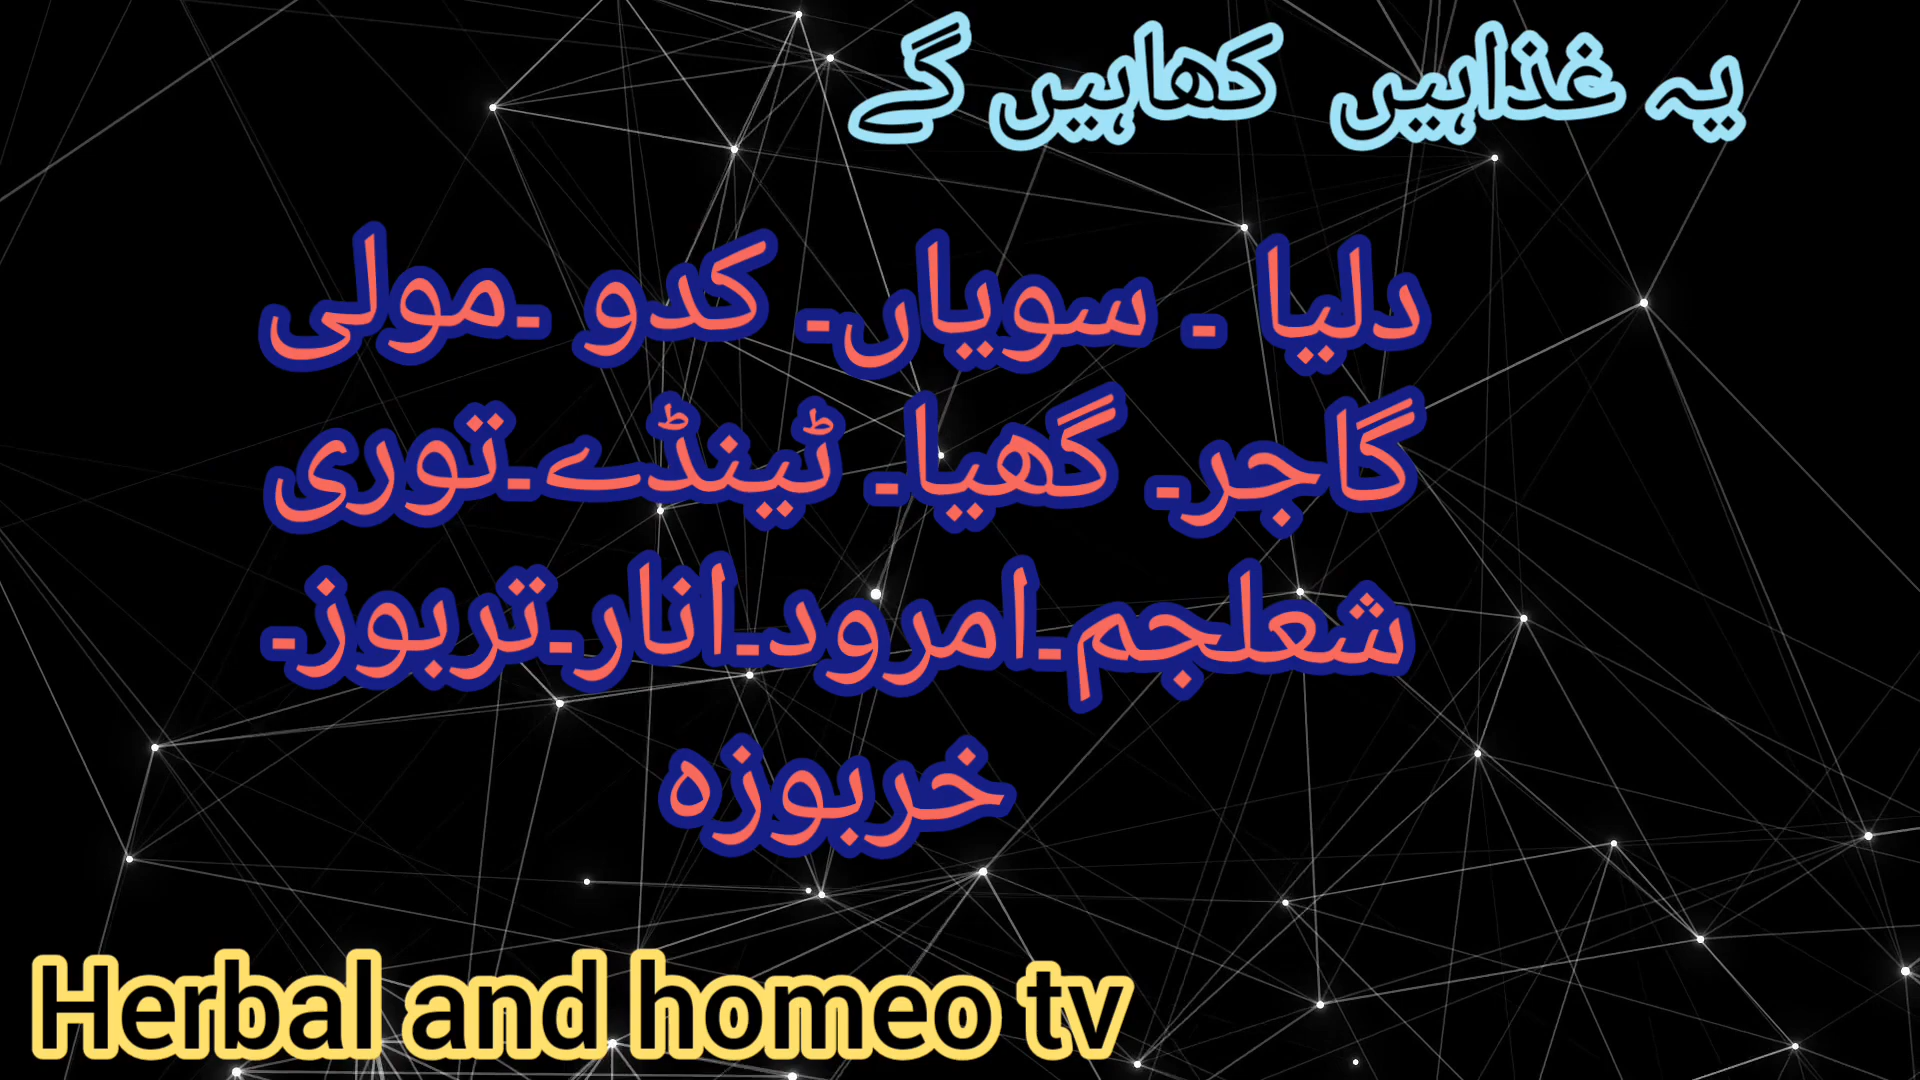 یہ غذاہیں کھاہیں گے
دلیا ۔ سویاں۔ کدو ۔مولی
گاجر۔ گھیا۔ ٹینڈے۔توری
شعلجم۔امرود۔انار۔تربوز۔
خربوزہ
Herbal and homeo tv